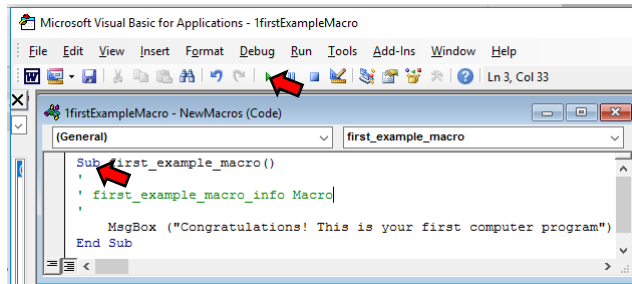 Microsoft Visual Basic for Applications - 1firstExampleMacro
File Edit View Insert Format Debug Run Tools Add-Ins Window Help
Ln 3, Col 33
1firstExampleMacro - NewMacros (Code)
(General) first_example_macro
Sub first_example_macro()
'
' first_example_macro_info Macro
'
MsgBox ("Congratulations! This is your first computer program")
End Sub